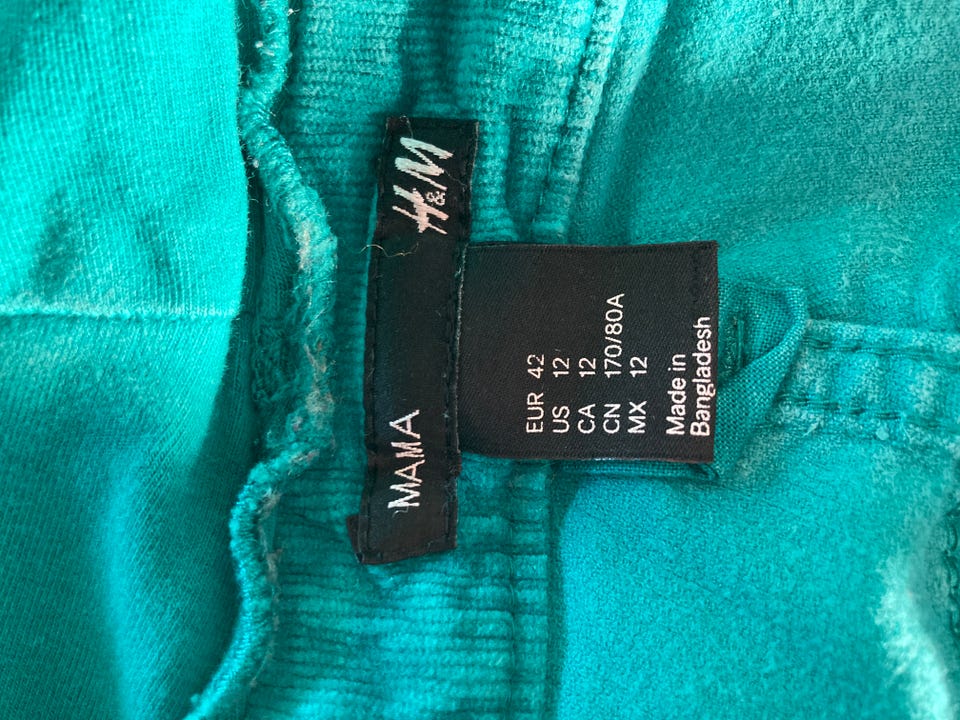 MAMA H&M
EUR 42
US 12
CA 12
CN 170/80A
MX 12
Made in
Bangladesh